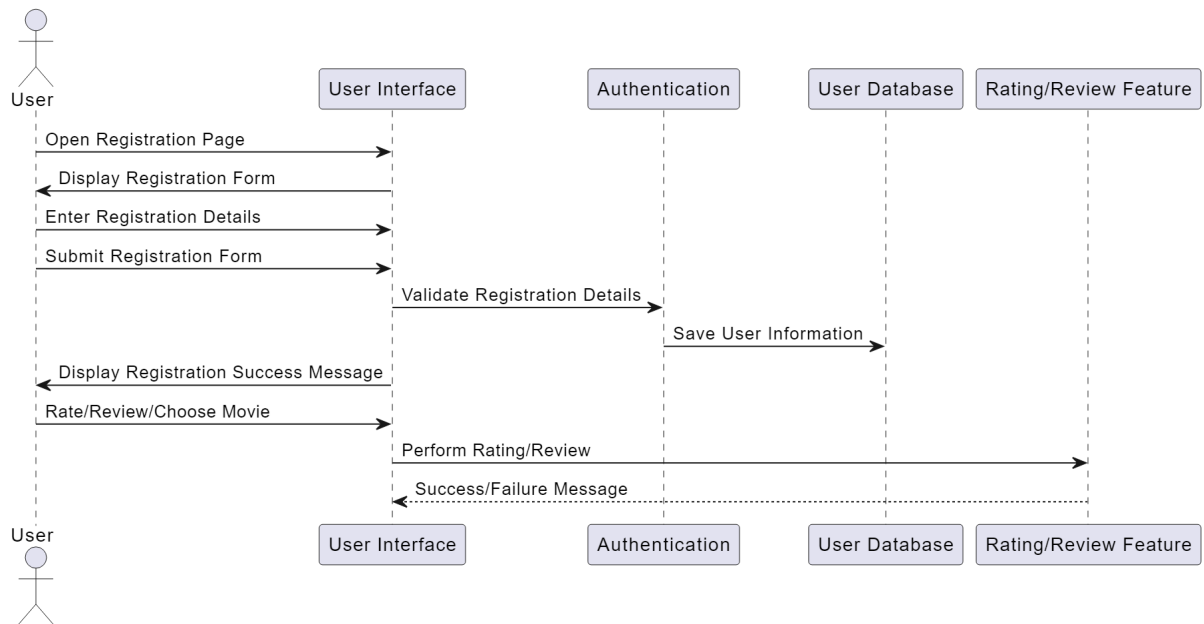 User
User Interface
Authentication
User Database
Rating/Review Feature
Open Registration Page
Display Registration Form
Enter Registration Details
Submit Registration Form
Validate Registration Details
Save User Information
Display Registration Success Message
Rate/Review/Choose Movie
Perform Rating/Review
Success/Failure Message
User
User Interface
Authentication
User Database
Rating/Review Feature